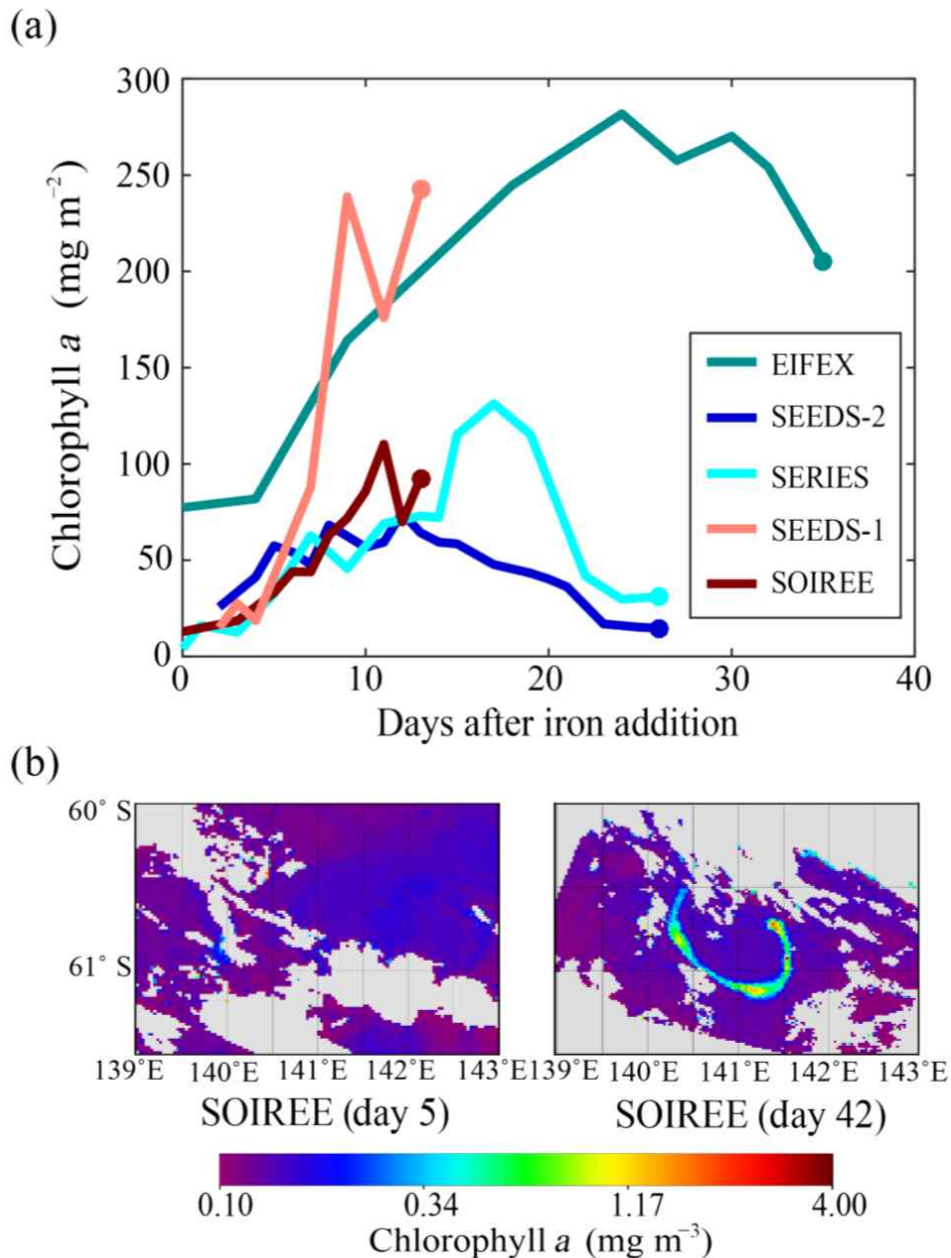 (a)
300
250
200
150
100
50
0
Chlorophyll a (mg m⁻²)
EIFEX
SEEDS-2
SERIES
SEEDS-1
SOIREE
0 10 20 30 40
Days after iron addition
(b)
60° S
61° S
139°E 140°E 141°E 142°E 143°E 139°E 140°E 141°E 142°E 143°E
SOIREE (day 5) SOIREE (day 42)
0.10 0.34 1.17 4.00
Chlorophyll a (mg m⁻³)